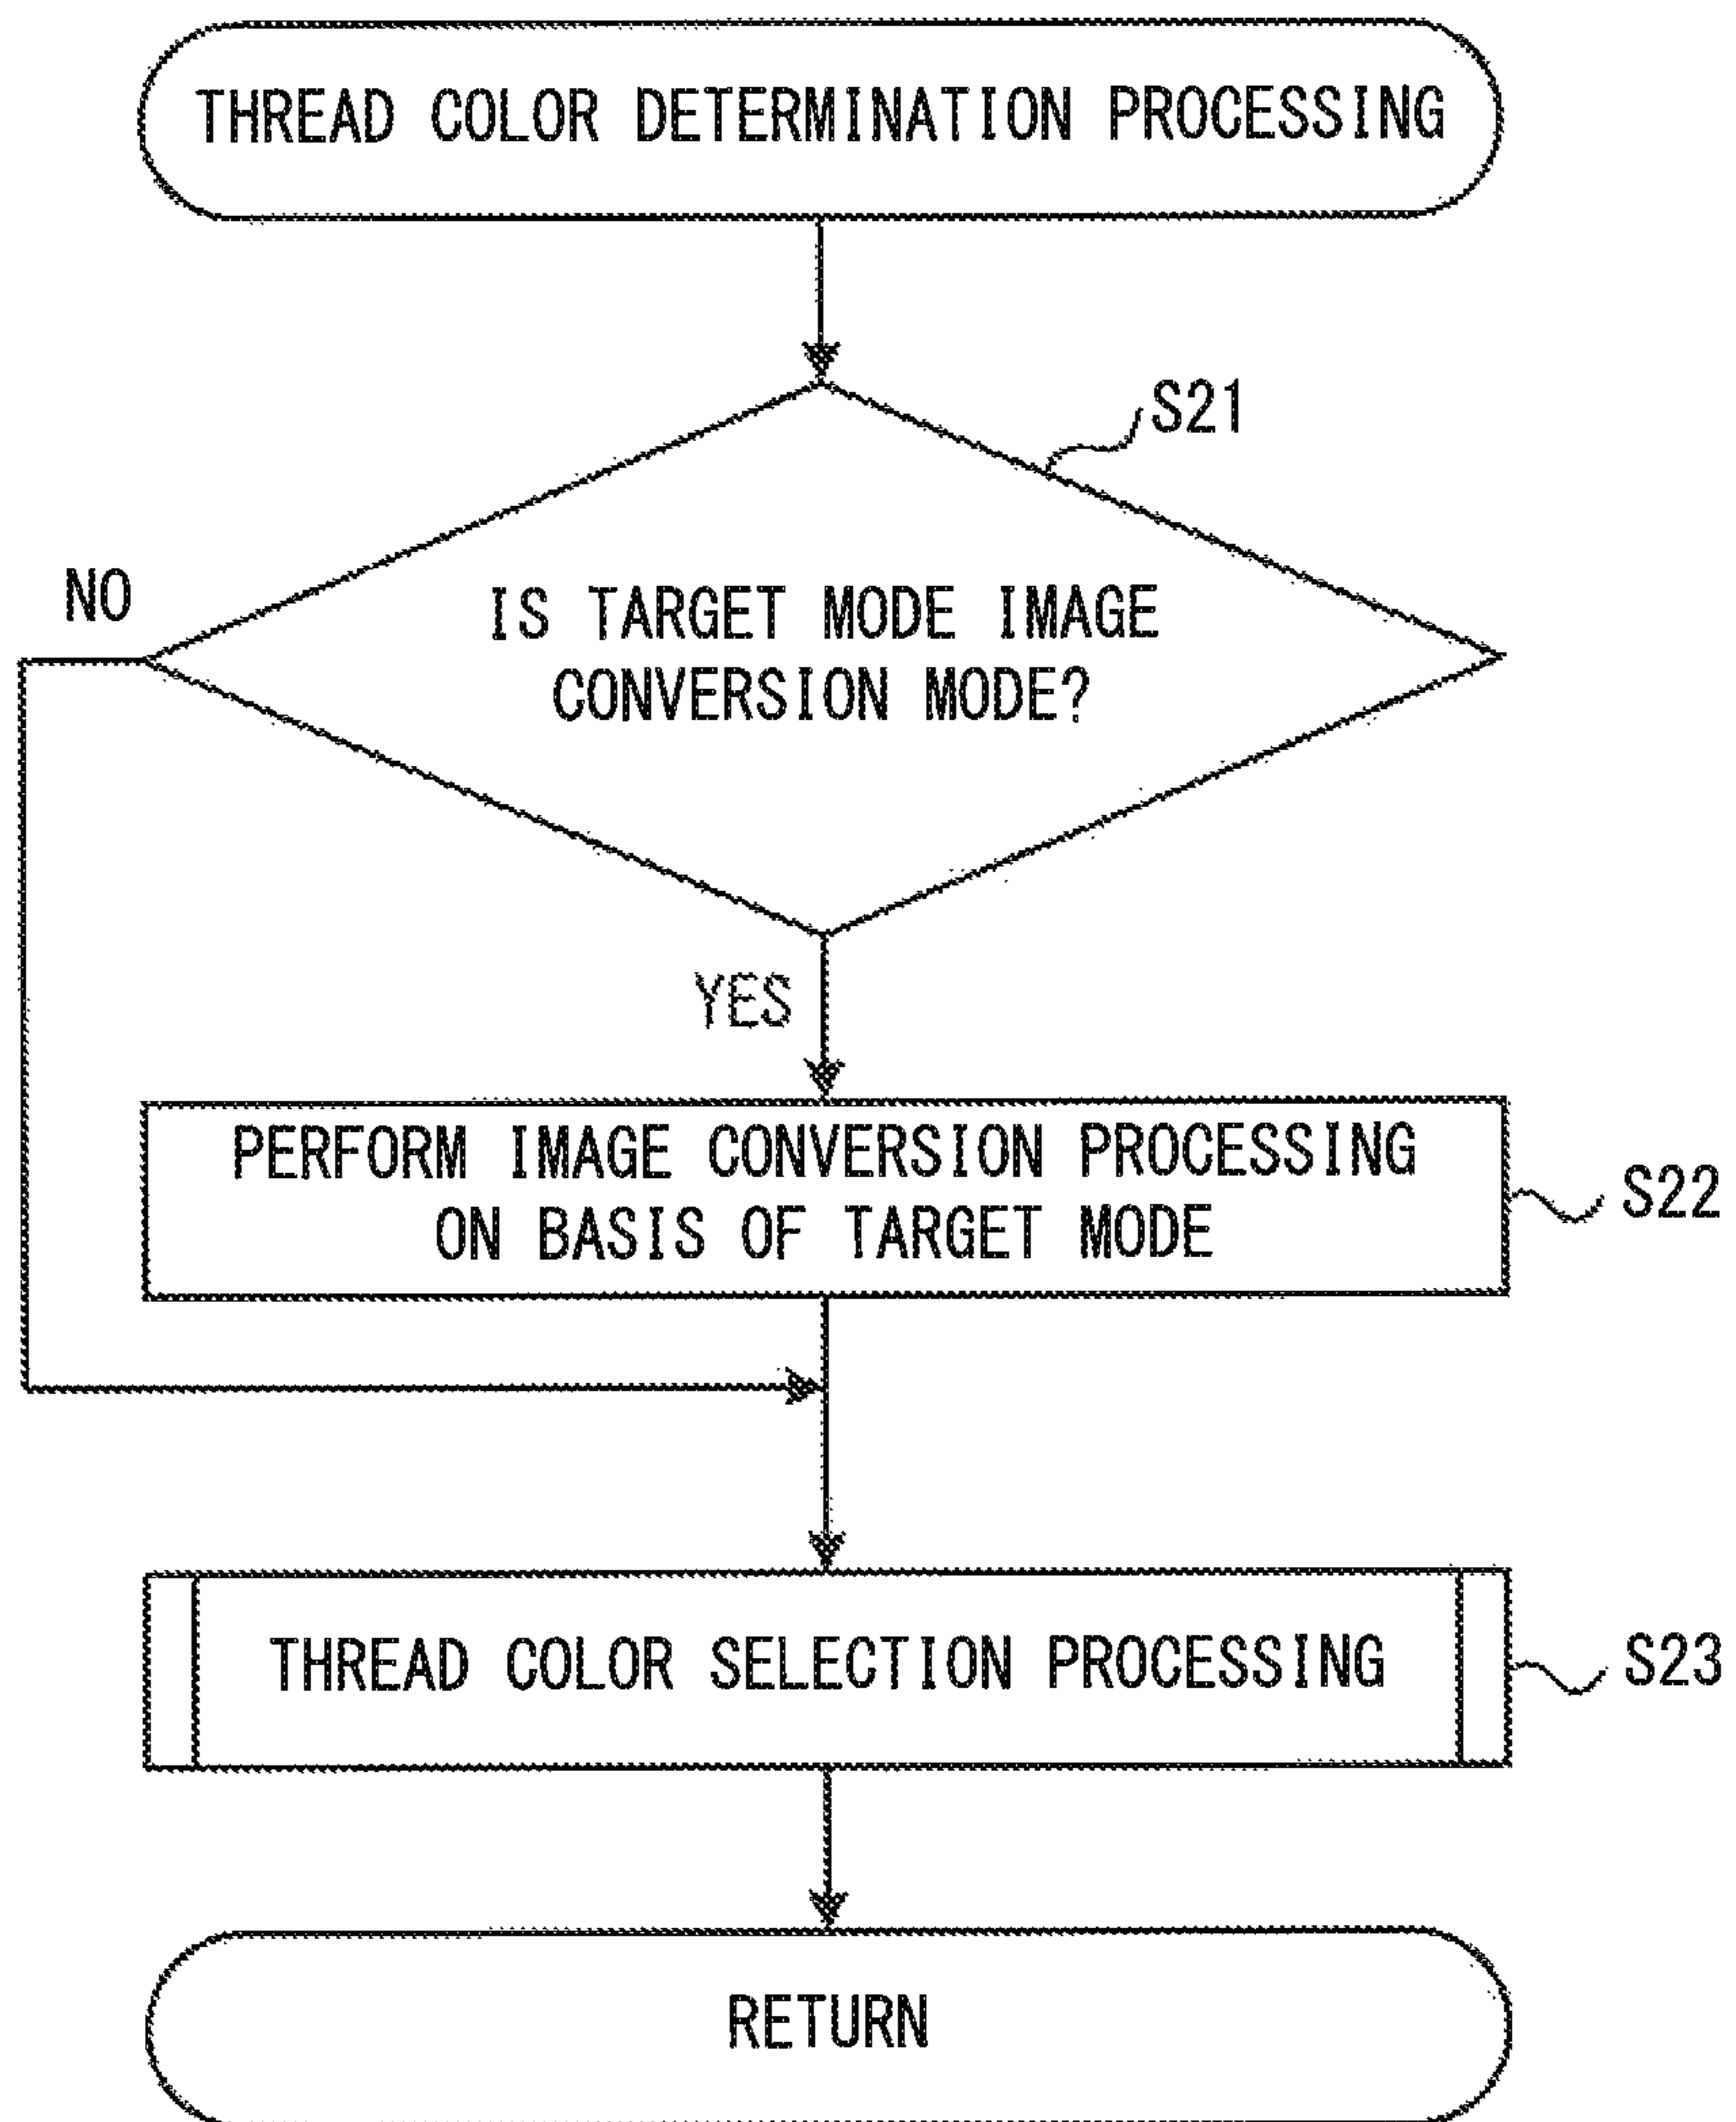 THREAD COLOR DETERMINATION PROCESSING
S21
NO
IS TARGET MODE IMAGE
CONVERSION MODE?
YES
PERFORM IMAGE CONVERSION PROCESSING
ON BASIS OF TARGET MODE
S22
THREAD COLOR SELECTION PROCESSING
S23
RETURN